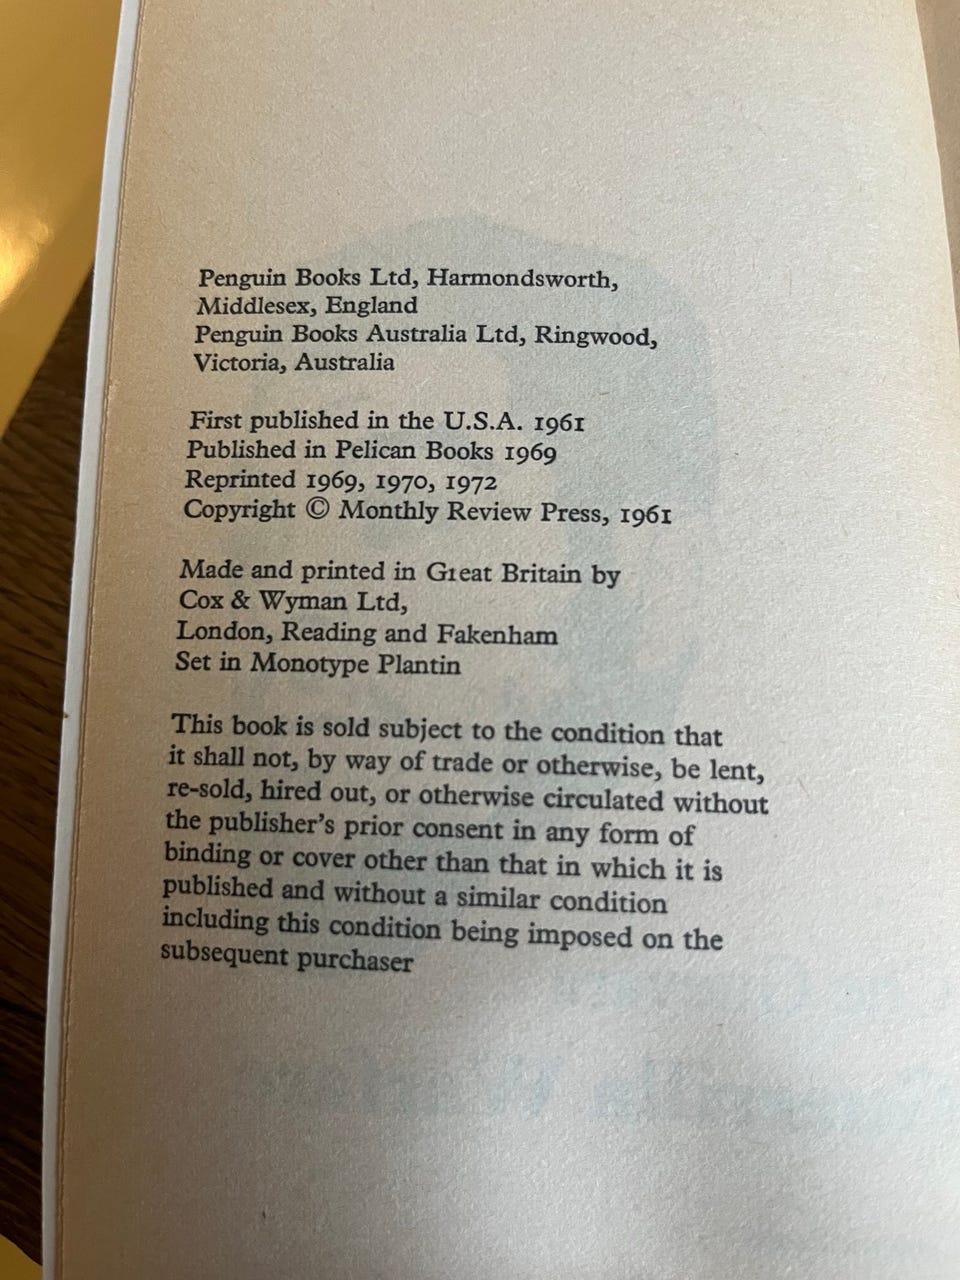 Penguin Books Ltd, Harmondsworth,
Middlesex, England
Penguin Books Australia Ltd, Ringwood,
Victoria, Australia
First published in the U.S.A. 1961
Published in Pelican Books 1969
Reprinted 1969, 1970, 1972
Copyright © Monthly Review Press, 1961
Made and printed in Great Britain by
Cox & Wyman Ltd,
London, Reading and Fakenham
Set in Monotype Plantin
This book is sold subject to the condition that
it shall not, by way of trade or otherwise, be lent,
re-sold, hired out, or otherwise circulated without
the publisher's prior consent in any form of
binding or cover other than that in which it is
published and without a similar condition
including this condition being imposed on the
subsequent purchaser